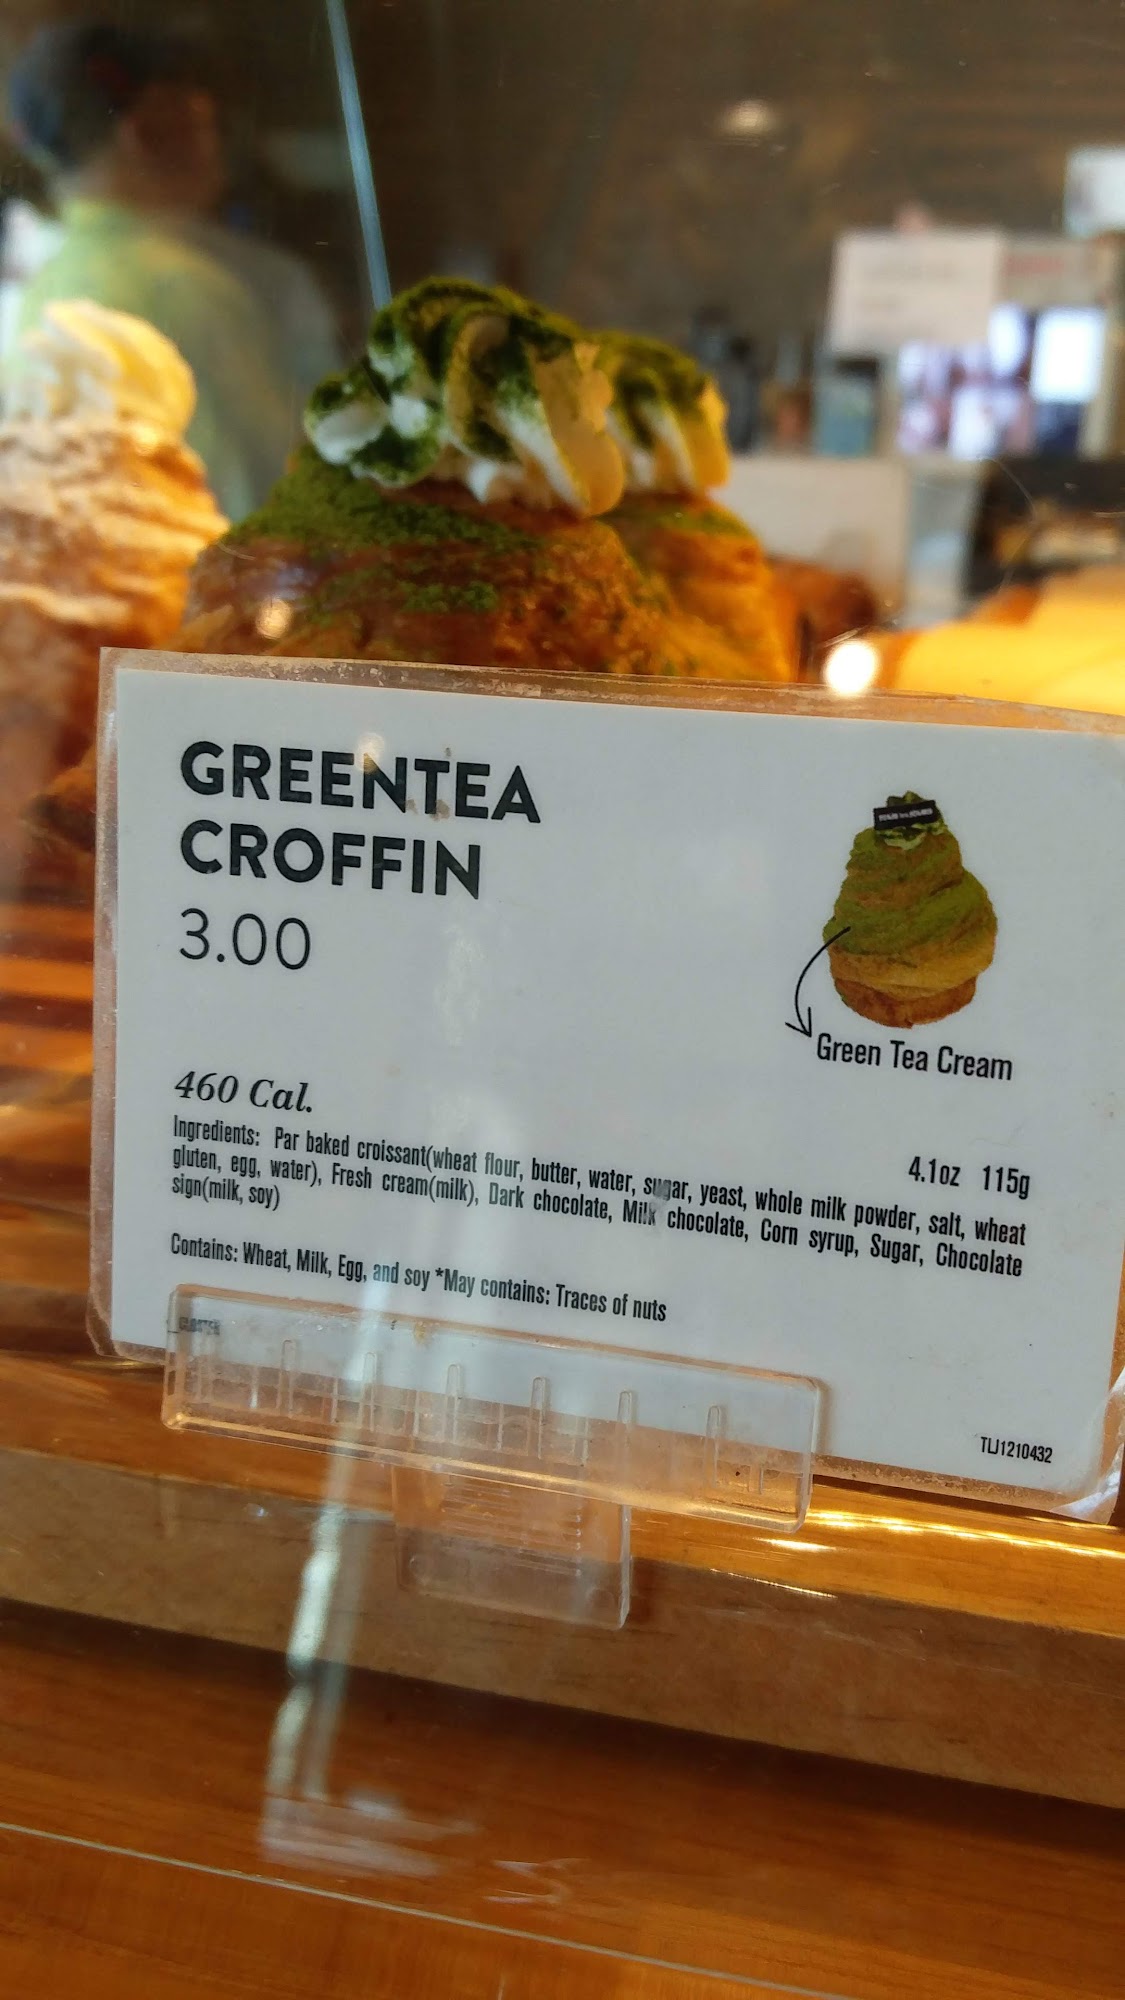 GREENTEA
CROFFIN
3.00
Green Tea Cream
460 Cal.
4.1oz 115g
Ingredients: Par baked croissant(wheat flour, butter, water, sugar, yeast, whole milk powder, salt, wheat
gluten, egg, water), Fresh cream(milk), Dark chocolate, Milk chocolate, Corn syrup, Sugar, Chocolate
sign(milk, soy)
Contains: Wheat, Milk, Egg, and soy *May contains: Traces of nuts
TLJ1210432